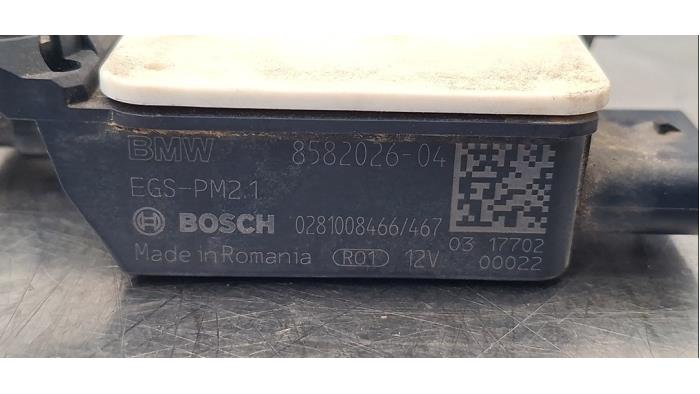 BMW 8582026-04
EGS-PM2.1
BOSCH 0281008466/467
03 17702
Made in Romania R01 12V
00022